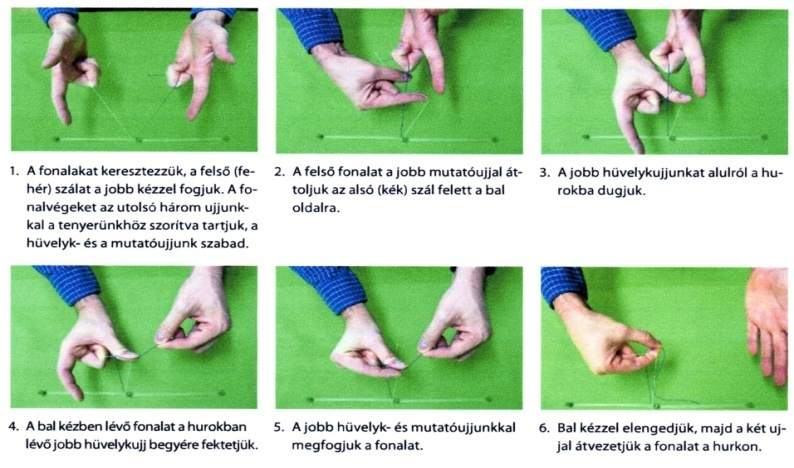 1. A fonalakat keresztezzük, a felső (fe-
hér) szálat a jobb kézzel fogjuk. A fo-
nalvégeket az utolsó három ujjunk-
kal a tenyerünkhöz szorítva tartjuk, a
hüvelyk- és a mutatóujjunk szabad.
2. A felső fonalat a jobb mutatóujjal át-
toljuk az alsó (kék) szál felett a bal
oldalra.
3. A jobb hüvelykujjunkat alulról a hu-
rokba dugjuk.
4. A bal kézben lévő fonalat a hurokban
lévő jobb hüvelykujj begyére fektetjük.
5. A jobb hüvelyk- és mutatóujjunkkal
megfogjuk a fonalat.
6. Bal kézzel elengedjük, majd a két uj-
jal átvezetjük a fonalat a hurkon.